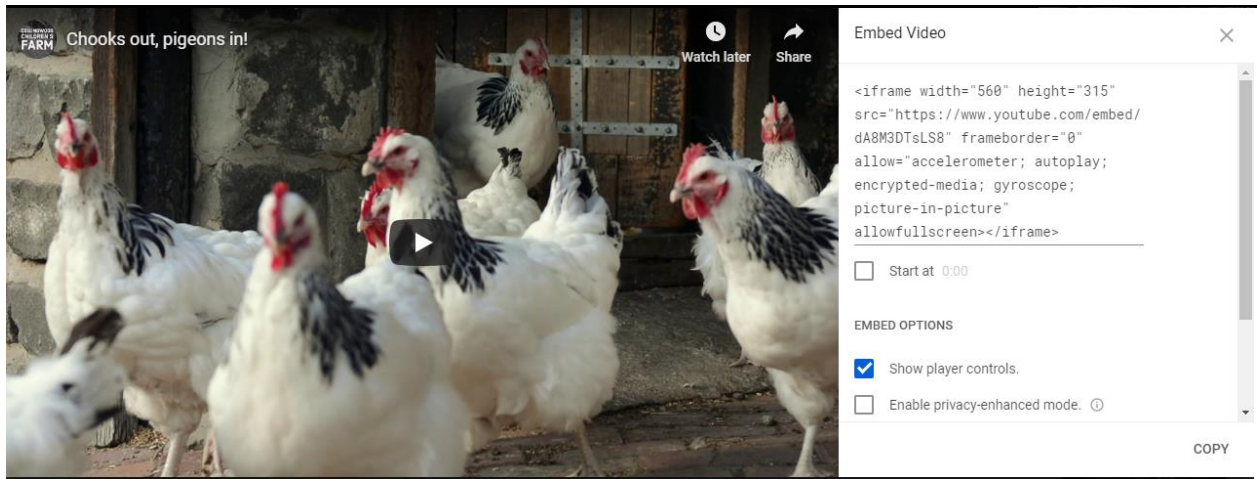 COLLINGWOOD
CHILDREN'S
FARM
Chooks out, pigeons in!
Watch later
Share
Embed Video
<iframe width="560" height="315"
src="https://www.youtube.com/embed/
dA8M3DTsLS8" frameborder="0"
allow="accelerometer; autoplay;
encrypted-media; gyroscope;
picture-in-picture"
allowfullscreen></iframe>
Start at 0:00
EMBED OPTIONS
Show player controls.
Enable privacy-enhanced mode.
COPY